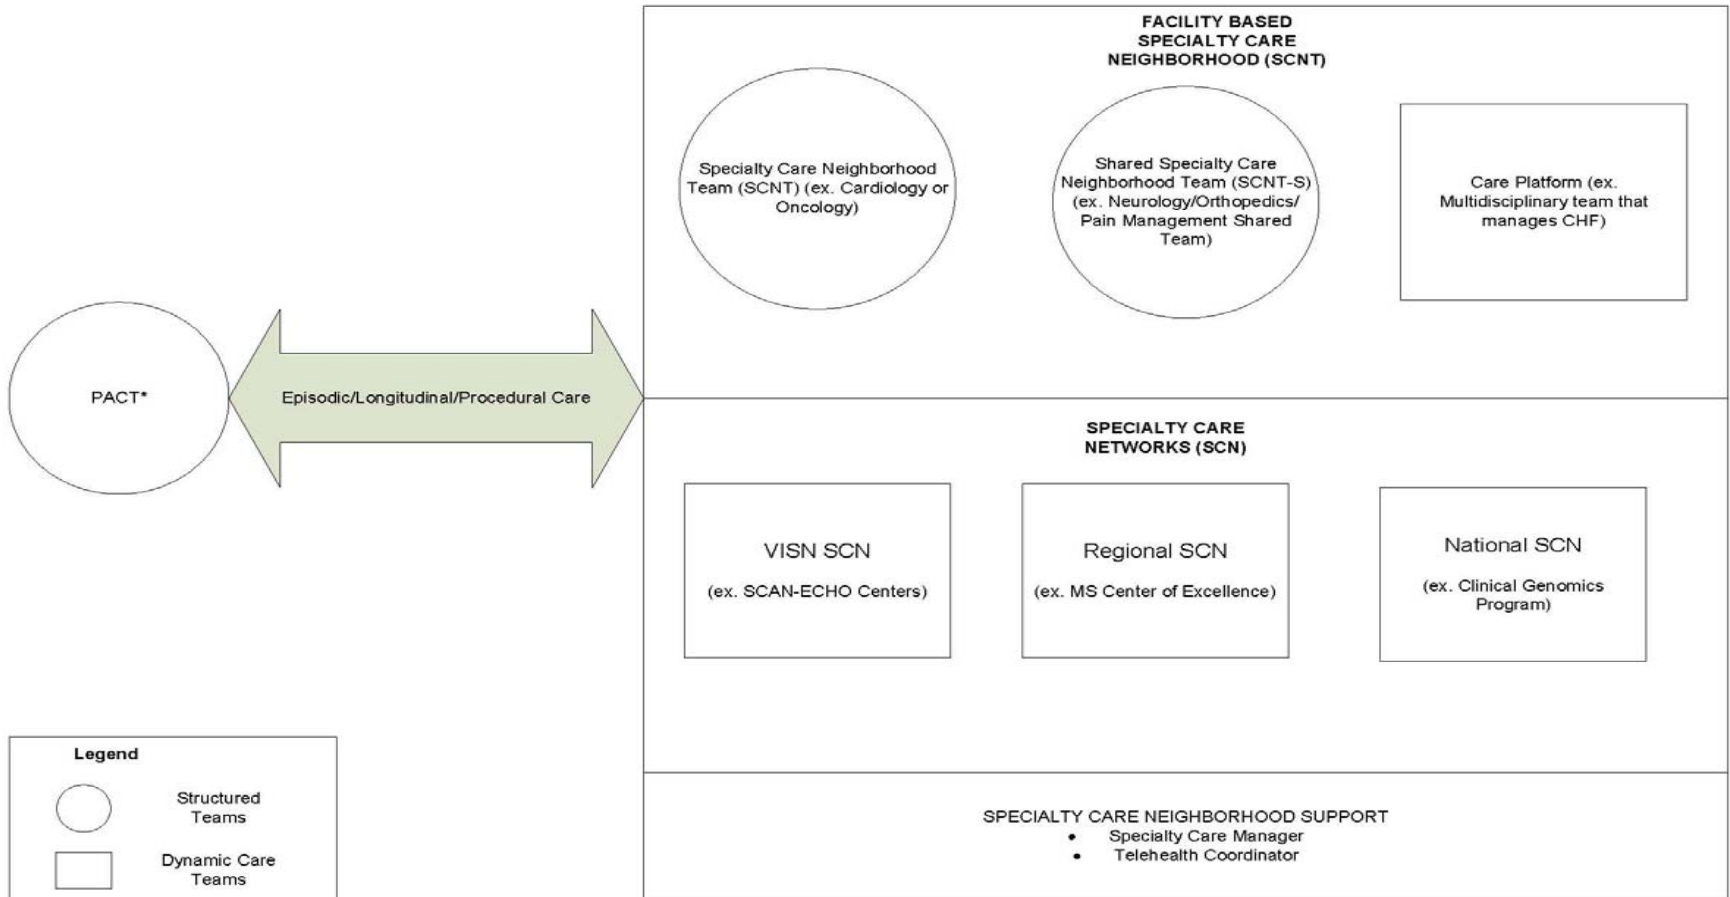 FACILITY BASED
SPECIALTY CARE
NEIGHBORHOOD (SCNT)
Specialty Care Neighborhood
Team (SCNT) (ex. Cardiology or
Oncology)
Shared Specialty Care
Neighborhood Team (SCNT-S)
(ex. Neurology/Orthopedics/
Pain Management Shared
Team)
Care Platform (ex.
Multidisciplinary team that
manages CHF)
PACT*
Episodic/Longitudinal/Procedural Care
SPECIALTY CARE
NETWORKS (SCN)
VISN SCN
(ex. SCAN-ECHO Centers)
Regional SCN
(ex. MS Center of Excellence)
National SCN
(ex. Clinical Genomics
Program)
Legend
Structured
Teams
Dynamic Care
Teams
SPECIALTY CARE NEIGHBORHOOD SUPPORT
• Specialty Care Manager
• Telehealth Coordinator